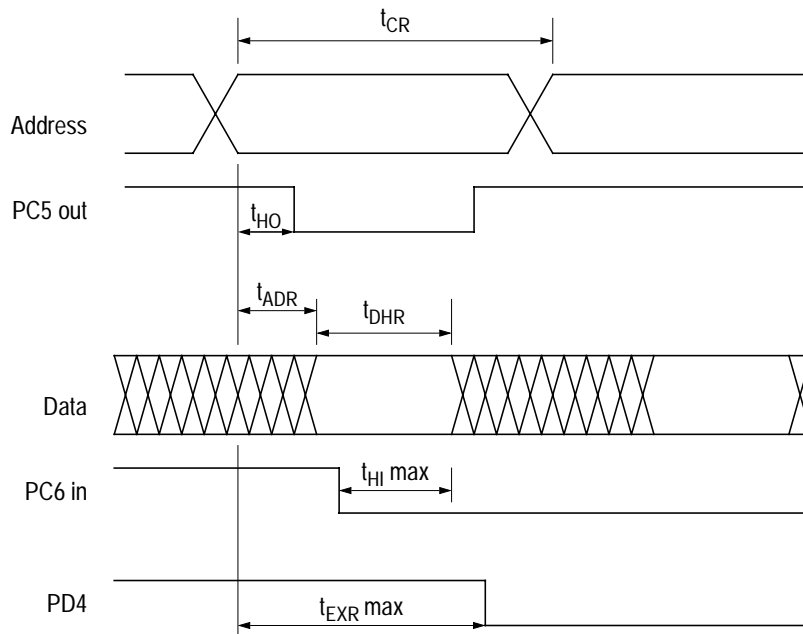 tCR
Address
PC5 out
tHO
tADR
tDHR
Data
PC6 in
tHI max
PD4
tEXR max